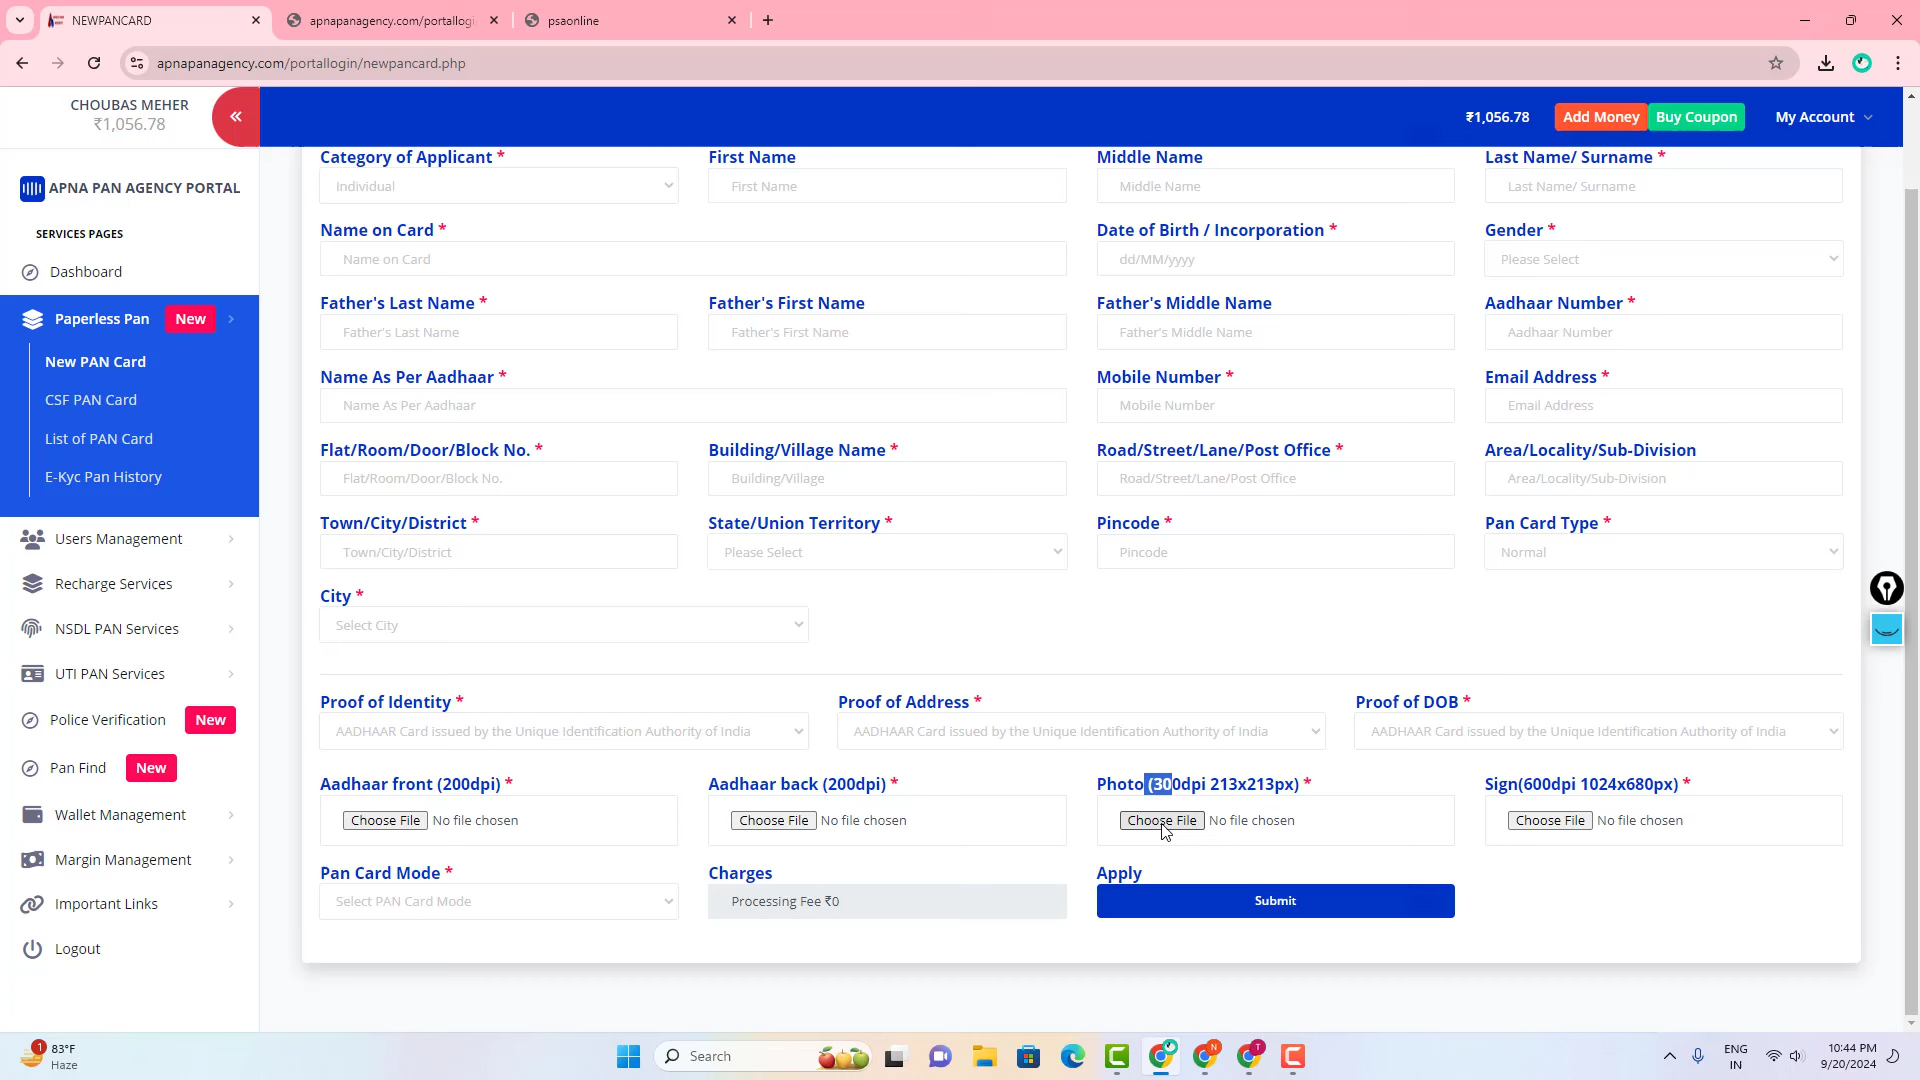 NEWPANCARD
apnapanagency.com/portallogi
psaonline
apnapanagency.com/portallogin/newpancard.php
CHOUBAS MEHER
₹1,056.78
₹1,056.78
Add Money
Buy Coupon
My Account
APNA PAN AGENCY PORTAL
SERVICES PAGES
Dashboard
Paperless Pan New
New PAN Card
CSF PAN Card
List of PAN Card
E-Kyc Pan History
Users Management
Recharge Services
NSDL PAN Services
UTI PAN Services
Police Verification New
Pan Find New
Wallet Management
Margin Management
Important Links
Logout
Category of Applicant * First Name Middle Name Last Name/ Surname *
Individual First Name Middle Name Last Name/ Surname
Name on Card * Date of Birth / Incorporation * Gender *
Name on Card dd/MM/yyyy Please Select
Father's Last Name * Father's First Name Father's Middle Name Aadhaar Number *
Father's Last Name Father's First Name Father's Middle Name Aadhaar Number
Name As Per Aadhaar * Mobile Number * Email Address *
Name As Per Aadhaar Mobile Number Email Address
Flat/Room/Door/Block No. * Building/Village Name * Road/Street/Lane/Post Office * Area/Locality/Sub-Division
Flat/Room/Door/Block No. Building/Village Road/Street/Lane/Post Office Area/Locality/Sub-Division
Town/City/District * State/Union Territory * Pincode * Pan Card Type *
Town/City/District Please Select Pincode Normal
City *
Select City
Proof of Identity * Proof of Address * Proof of DOB *
AADHAAR Card issued by the Unique Identification Authority of India AADHAAR Card issued by the Unique Identification Authority of India AADHAAR Card issued by the Unique Identification Authority of India
Aadhaar front (200dpi) * Aadhaar back (200dpi) * Photo (300dpi 213x213px) * Sign(600dpi 1024x680px) *
Choose File No file chosen Choose File No file chosen Choose File No file chosen Choose File No file chosen
Pan Card Mode * Charges Apply
Select PAN Card Mode Processing Fee ₹0 Submit
1
83°F
Haze
Search
N
T
ENG
IN
10:44 PM
9/20/2024